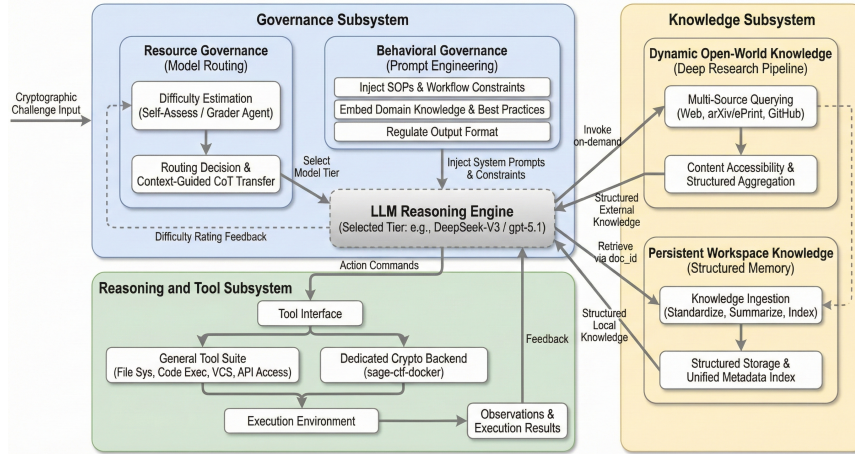 Governance Subsystem
Resource Governance
(Model Routing)
Cryptographic
Challenge Input
Difficulty Estimation
(Self-Assess / Grader Agent)
Routing Decision &
Context-Guided CoT Transfer
Select
Model Tier
Difficulty Rating Feedback
Behavioral Governance
(Prompt Engineering)
Inject SOPs & Workflow Constraints
Embed Domain Knowledge & Best Practices
Regulate Output Format
Inject System Prompts
& Constraints
LLM Reasoning Engine
(Selected Tier: e.g., DeepSeek-V3 / gpt-5.1)
Action Commands
Reasoning and Tool Subsystem
Tool Interface
General Tool Suite
(File Sys, Code Exec, VCS, API Access)
Dedicated Crypto Backend
(sage-ctf-docker)
Execution Environment
Observations &
Execution Results
Feedback
Invoke
on-demand
Structured
External
Knowledge
Retrieve
via doc_id
Structured
Local
Knowledge
Knowledge Subsystem
Dynamic Open-World Knowledge
(Deep Research Pipeline)
Multi-Source Querying
(Web, arXiv/ePrint, GitHub)
Content Accessibility &
Structured Aggregation
Persistent Workspace Knowledge
(Structured Memory)
Knowledge Ingestion
(Standardize, Summarize, Index)
Structured Storage &
Unified Metadata Index